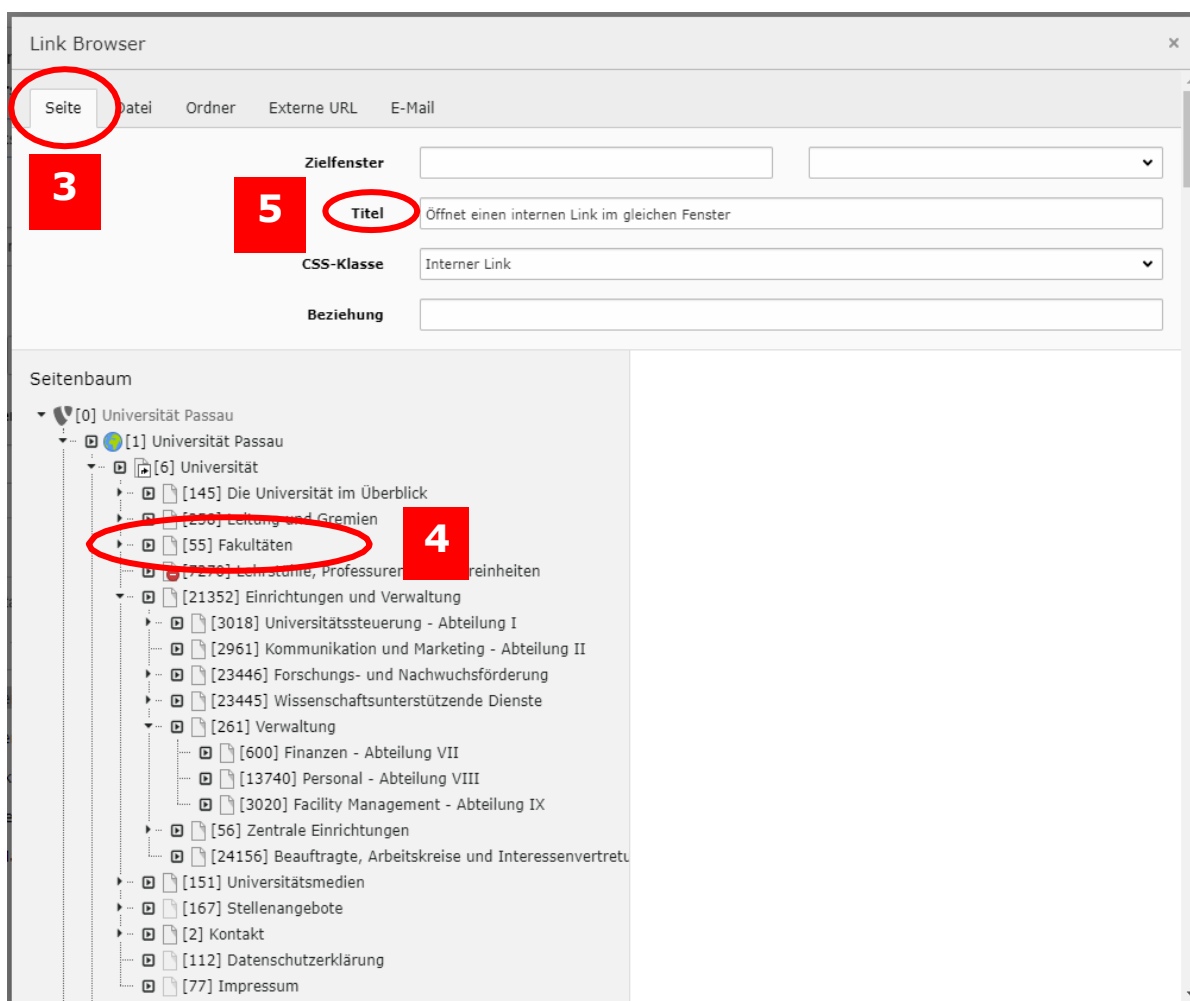 Link Browser
×
Seite Datei Ordner Externe URL E-Mail
3
Zielfenster
5
Titel Öffnet einen internen Link im gleichen Fenster
CSS-Klasse Interner Link
Beziehung
Seitenbaum
[0] Universität Passau
[1] Universität Passau
[6] Universität
[145] Die Universität im Überblick
[258] Leitung und Gremien
4
[55] Fakultäten
[7270] Lehrstühle, Professuren
[21352] Einrichtungen und Verwaltung
[3018] Universitätssteuerung - Abteilung I
[2961] Kommunikation und Marketing - Abteilung II
[23446] Forschungs- und Nachwuchsförderung
[23445] Wissenschaftsunterstützende Dienste
[261] Verwaltung
[600] Finanzen - Abteilung VII
[13740] Personal - Abteilung VIII
[3020] Facility Management - Abteilung IX
[56] Zentrale Einrichtungen
[24156] Beauftragte, Arbeitskreise und Interessenvertretu
[151] Universitätsmedien
[167] Stellenangebote
[2] Kontakt
[112] Datenschutzerklärung
[77] Impressum